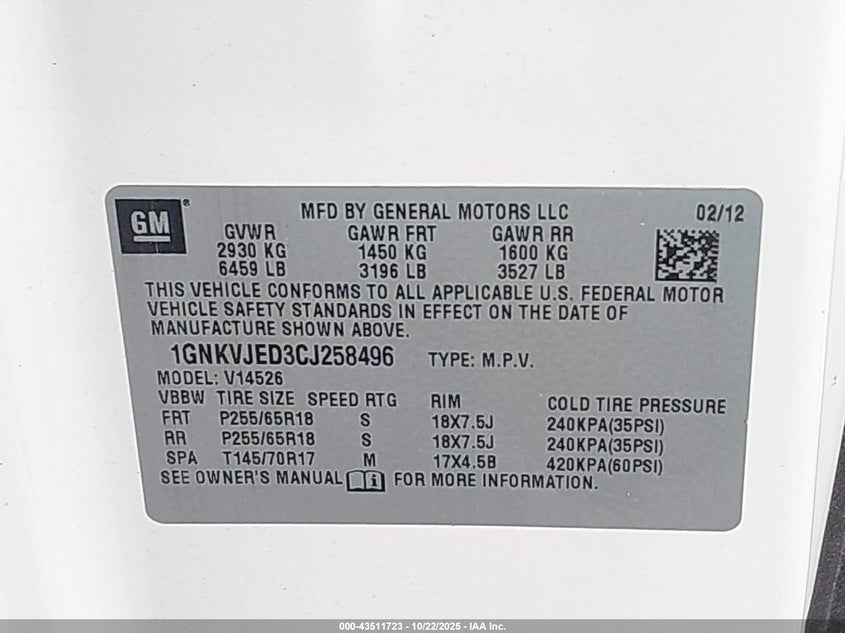 GM
MFD BY GENERAL MOTORS LLC 02/12
GVWR GAWR FRT GAWR RR
2930 KG 1450 KG 1600 KG
6459 LB 3196 LB 3527 LB
THIS VEHICLE CONFORMS TO ALL APPLICABLE U.S. FEDERAL MOTOR
VEHICLE SAFETY STANDARDS IN EFFECT ON THE DATE OF
MANUFACTURE SHOWN ABOVE.
1GNKVJED3CJ258496 TYPE: M.P.V.
MODEL: V14526
VBBW TIRE SIZE SPEED RTG RIM COLD TIRE PRESSURE
FRT P255/65R18 S 18X7.5J 240KPA(35PSI)
RR P255/65R18 S 18X7.5J 240KPA(35PSI)
SPA T145/70R17 M 17X4.5B 420KPA(60PSI)
SEE OWNER'S MANUAL i FOR MORE INFORMATION.
000-43511723 - 10/22/2025 - IAA Inc.